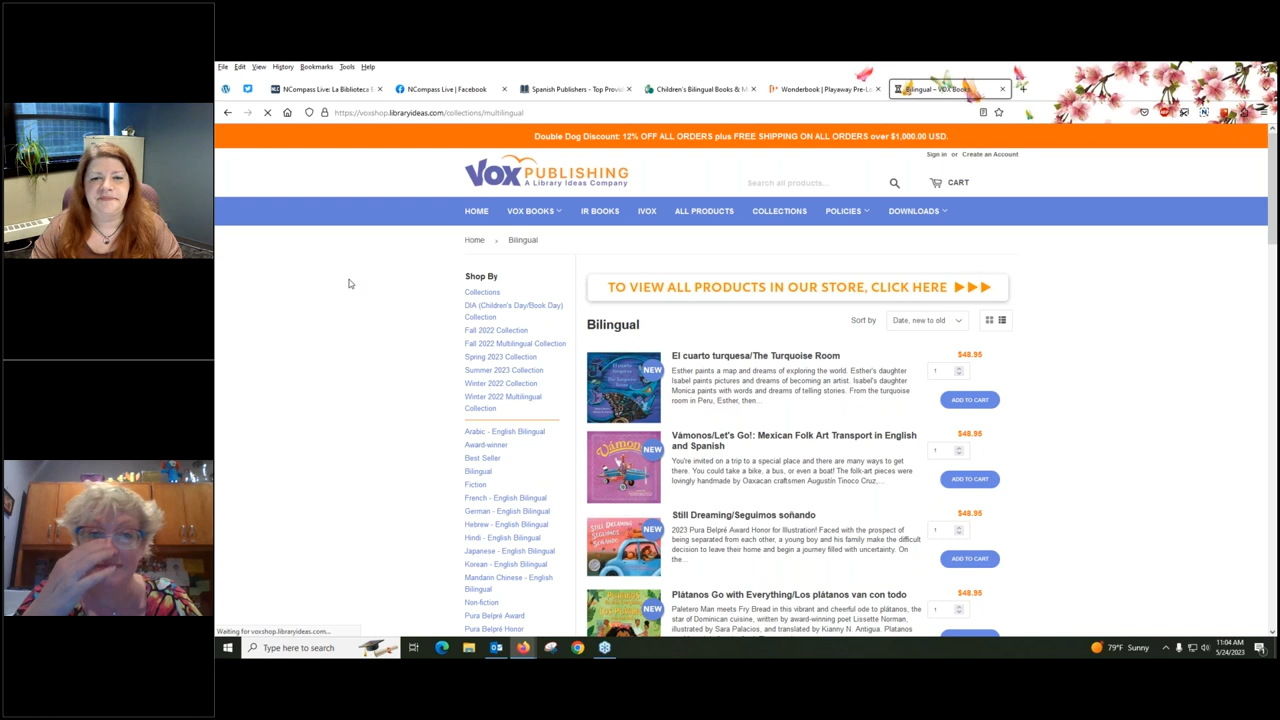 File Edit View History Bookmarks Tools Help
NCompass Live: La Biblioteca E
NCompass Live | Facebook
Spanish Publishers - Top Provi
Children's Bilingual Books & M
Wonderbook | Playaway Pre-Lo
Bilingual – VOX Books
https://voxshop.libraryideas.com/collections/multilingual
Double Dog Discount: 12% OFF ALL ORDERS plus FREE SHIPPING ON ALL ORDERS over $1,000.00 USD.
Sign in or Create an Account
VOX PUBLISHING
A Library Ideas Company
Search all products...
CART
HOME VOX BOOKS IR BOOKS IVOX ALL PRODUCTS COLLECTIONS POLICIES DOWNLOADS
Home › Bilingual
Shop By
Collections
DIA (Children's Day/Book Day)
Collection
Fall 2022 Collection
Fall 2022 Multilingual Collection
Spring 2023 Collection
Summer 2023 Collection
Winter 2022 Collection
Winter 2022 Multilingual
Collection
Arabic - English Bilingual
Award-winner
Best Seller
Bilingual
Fiction
French - English Bilingual
German - English Bilingual
Hebrew - English Bilingual
Hindi - English Bilingual
Japanese - English Bilingual
Korean - English Bilingual
Mandarin Chinese - English
Bilingual
Non-fiction
Pura Belpré Award
Pura Belpré Honor
TO VIEW ALL PRODUCTS IN OUR STORE, CLICK HERE ▶▶▶
Bilingual
Sort by Date, new to old
NEW
El cuarto turquesa/The Turquoise Room
Esther paints a map and dreams of exploring the world. Esther's daughter
Isabel paints pictures and dreams of becoming an artist. Isabel's daughter
Monica paints with words and dreams of telling stories. From the turquoise
room in Peru, Esther, then...
$48.95
1
ADD TO CART
NEW
Vámonos/Let's Go!: Mexican Folk Art Transport in English
and Spanish
You're invited on a trip to a special place and there are many ways to get
there. You could take a bike, a bus, or even a boat! The folk-art pieces were
lovingly handmade by Oaxacan craftsmen Augustín Tinoco Cruz,...
$48.95
1
ADD TO CART
NEW
Still Dreaming/Seguimos soñando
2023 Pura Belpré Award Honor for Illustration! Faced with the prospect of
being separated from each other, a young boy and his family make the difficult
decision to leave their home and begin a journey filled with uncertainty. On
the...
$48.95
1
ADD TO CART
NEW
Plátanos Go with Everything/Los plátanos van con todo
Paletero Man meets Fry Bread in this vibrant and cheerful ode to plátanos, the
star of Dominican cuisine, written by award-winning poet Lissette Norman,
illustrated by Sara Palacios, and translated by Kianny N. Antigua. Platanos
$48.95
1
Waiting for voxshop.libraryideas.com...
Type here to search
79°F Sunny
11:04 AM
5/24/2023